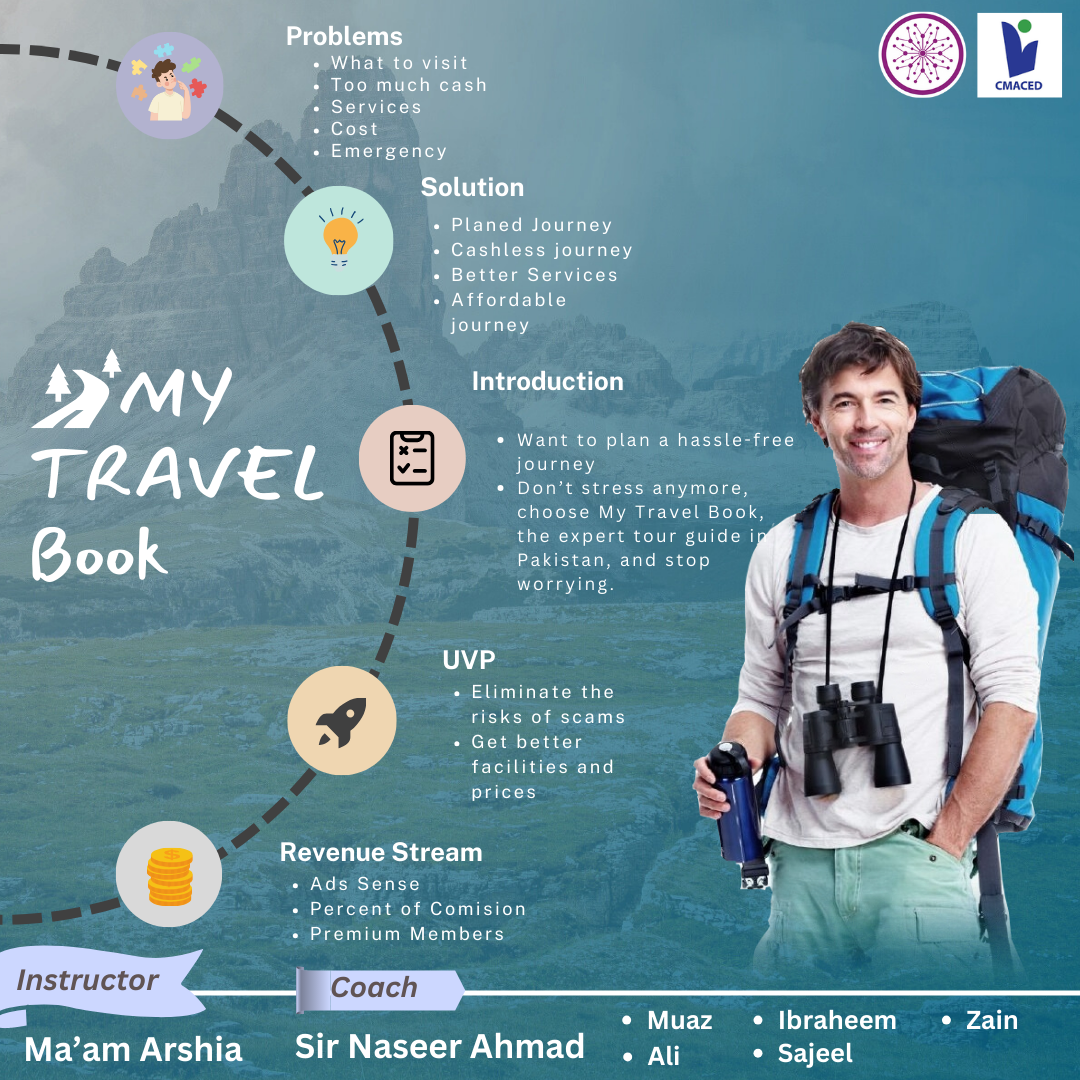 Problems
What to visit
Too much cash
Services
Cost
Emergency
CMACED
Solution
Planed Journey
Cashless journey
Better Services
Affordable
journey
MY
TRAVEL
Book
Introduction
Want to plan a hassle-free
journey
Don’t stress anymore,
choose My Travel Book,
the expert tour guide in
Pakistan, and stop
worrying.
UVP
Eliminate the
risks of scams
Get better
facilities and
prices
Revenue Stream
Ads Sense
Percent of Comision
Premium Members
Instructor
Ma’am Arshia
Coach
Sir Naseer Ahmad
Muaz
Ali
Ibraheem
Sajeel
Zain